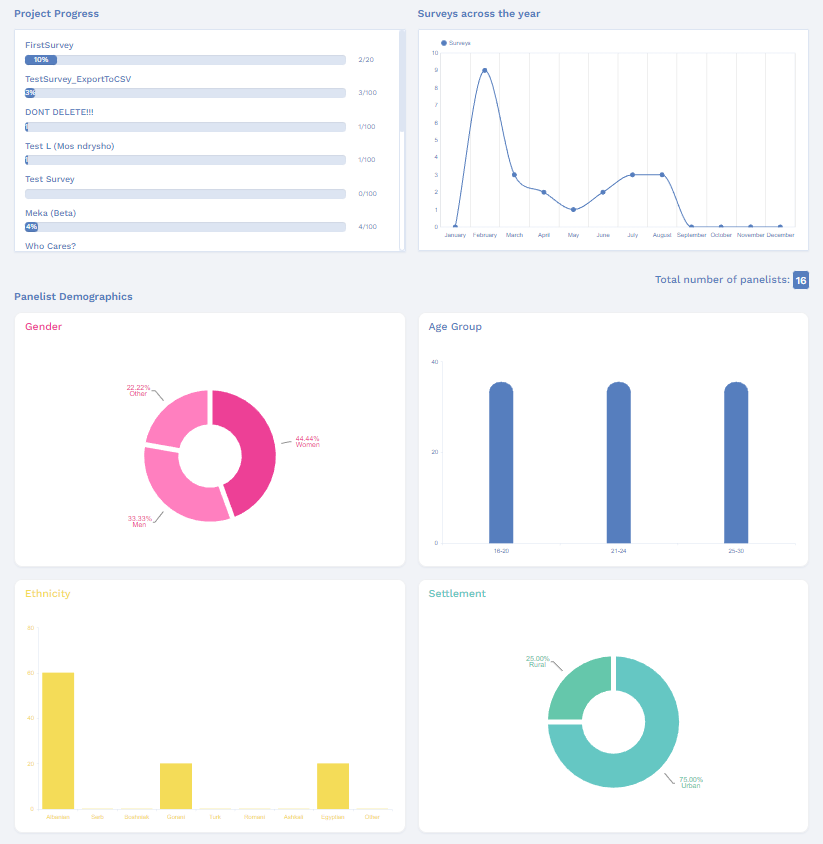 Project Progress
FirstSurvey
10%
2/20
TestSurvey_ExportToCSV
3%
3/100
DONT DELETE!!!
1/100
Test L (Mos ndrysho)
1/100
Test Survey
0/100
Meka (Beta)
4%
4/100
Who Cares?
Surveys across the year
Surveys
10
9
8
7
6
5
4
3
2
1
0
January February March April May June July August September October November December
Total number of panelists: 16
Panelist Demographics
Gender
22.22%
Other
44.44%
Women
33.33%
Men
Age Group
40
20
0
16-20 21-24 25-30
Ethnicity
80
60
40
20
0
Serb Boshnak Gorani Turk Romani Ashkali Egyptian Other
Settlement
25.00%
Rural
75.00%
Urban